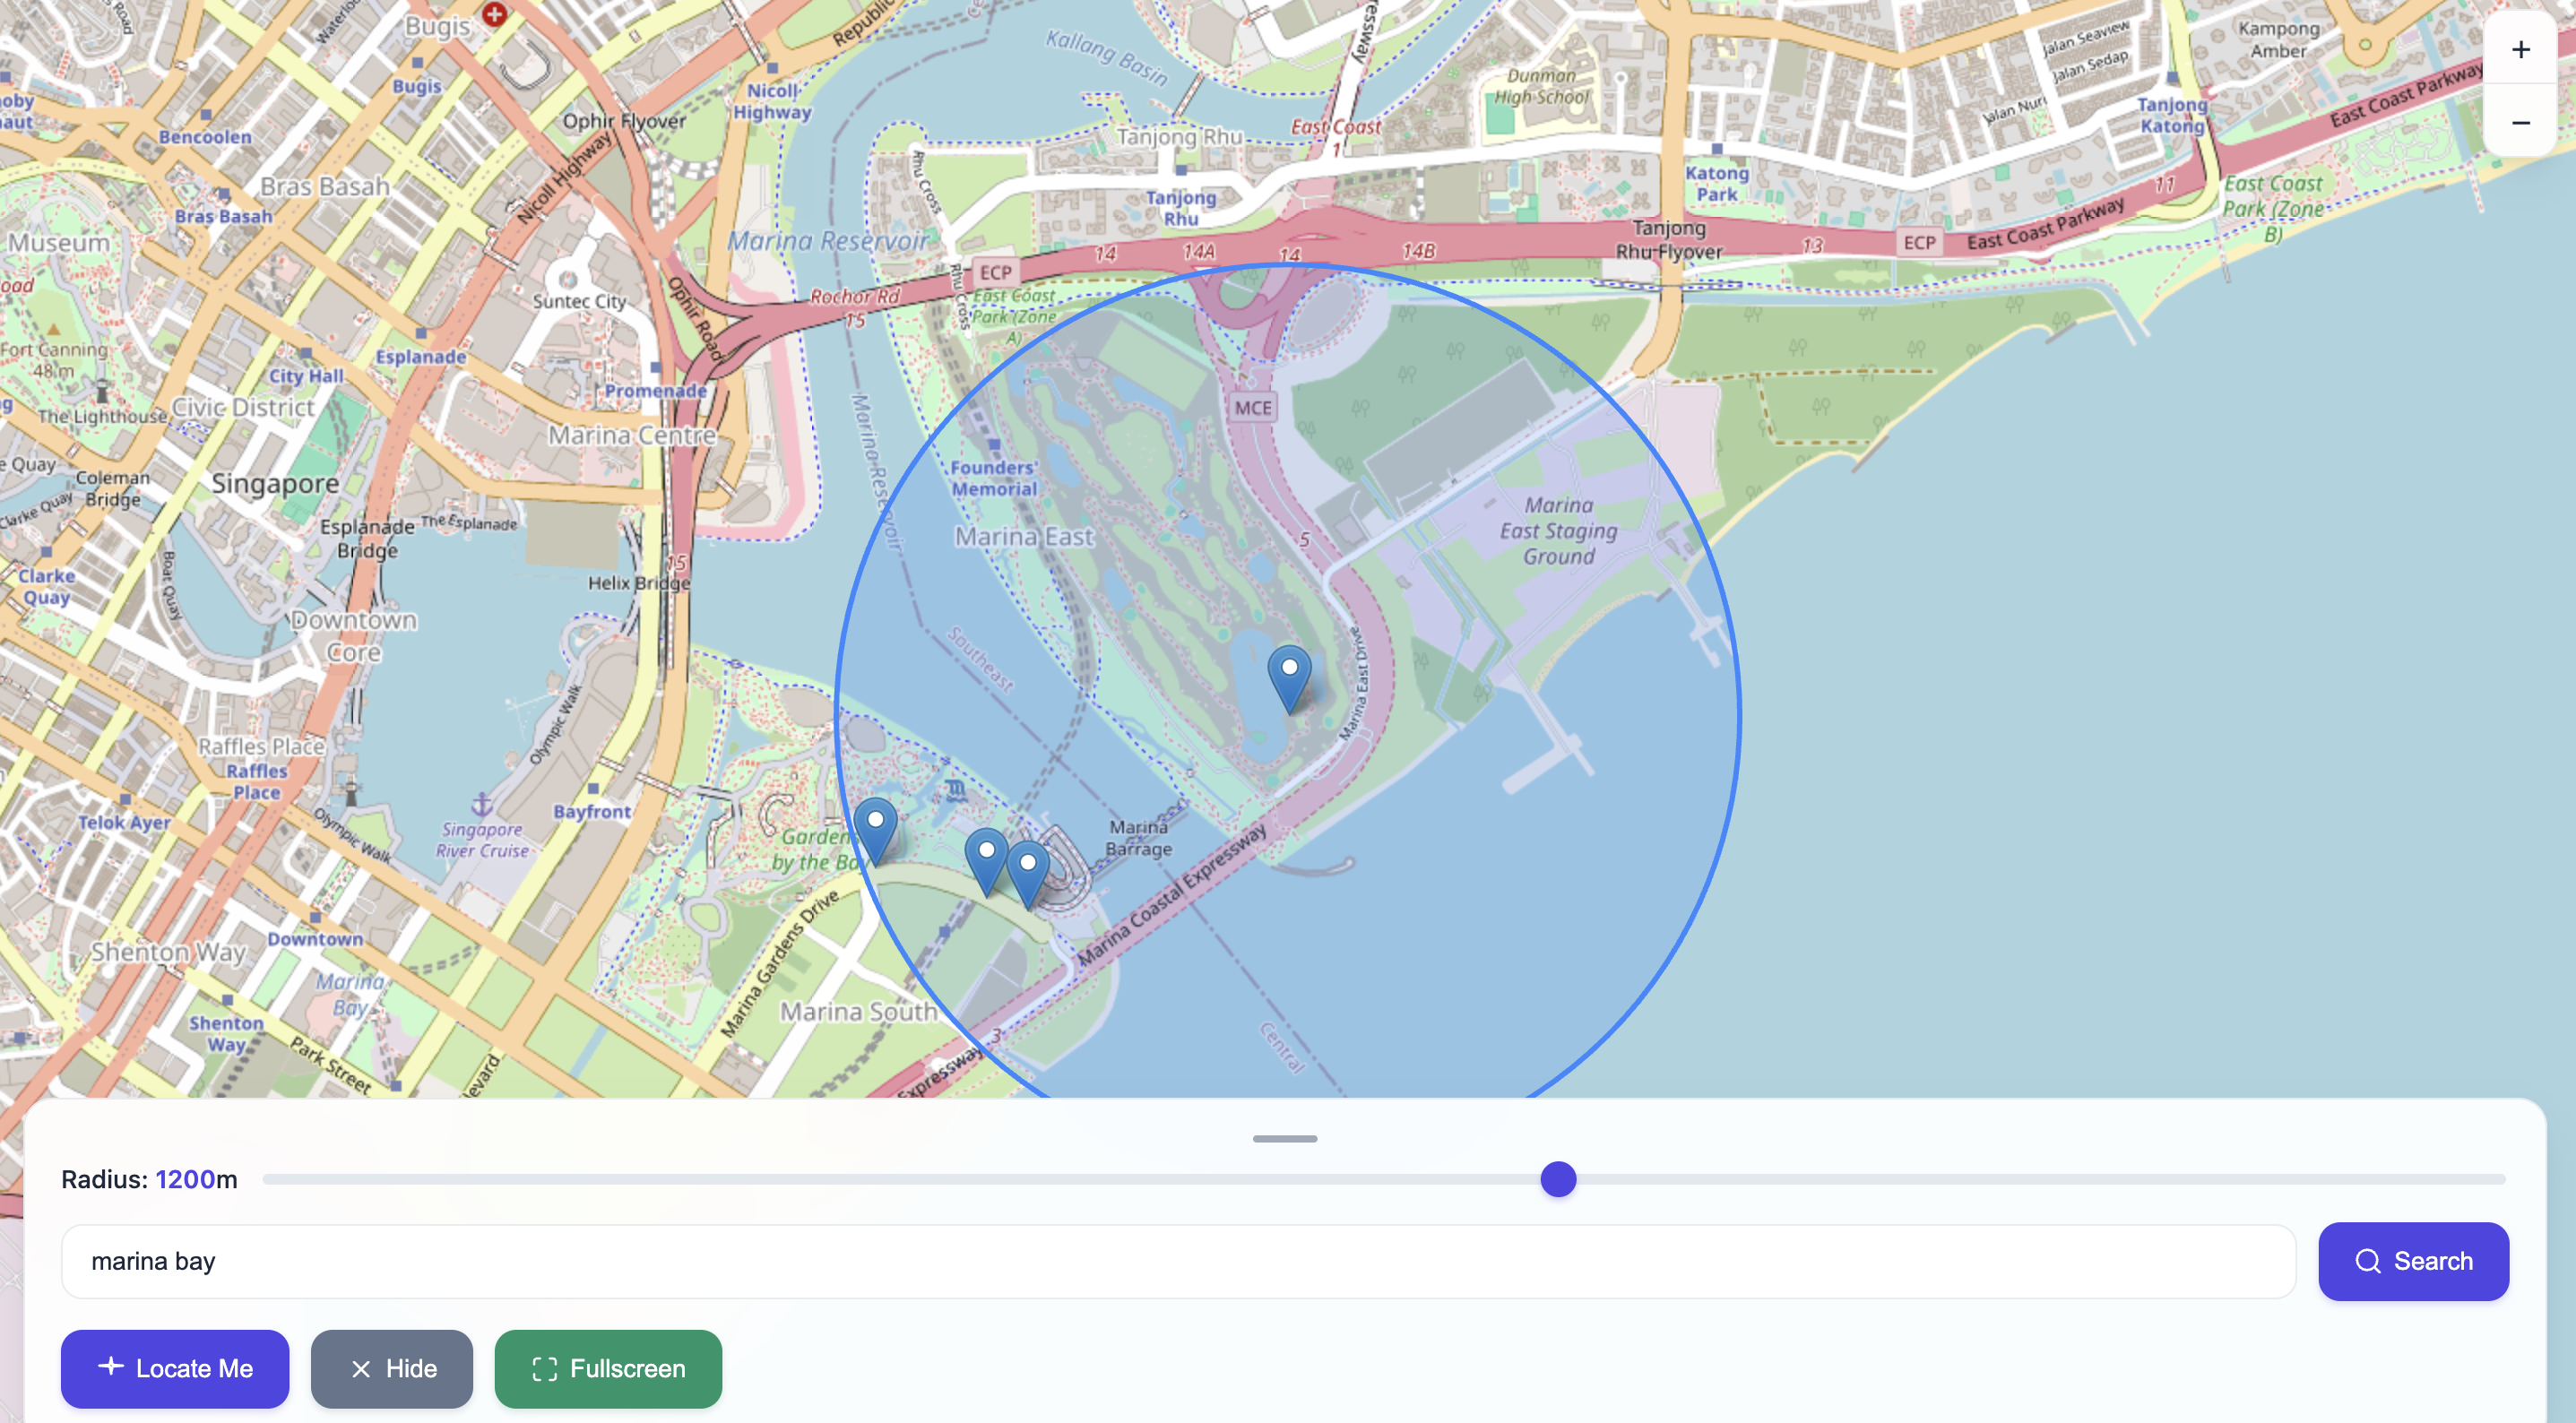 Bugis
Waterloo
Republic
Kallang Basin
Kampong
Amber
Jalan Seaview
Jalan Sedap
Jalan Nuri
Dunman
High School
Bugis
Nicoll
Highway
Ophir Flyover
Bencoolen
Tanjong Rhu
East Coast
1
Tanjong
Katong
East Coast Parkway
Nicoll Highway
Bras Basah
Bras Basah
Rhu Cross
Tanjong
Rhu
Katong
Park
11
East Coast
Park (Zone
B)
Museum
Marina Reservoir
14
14A
14
14B
Tanjong
Rhu Flyover
13
ECP
East Coast Parkway
ECP
Rhu Cross
Suntec City
Ophir Road
Rochor Rd
15
East Coast
Park (Zone
A)
Fort Canning
48 m
Esplanade
City Hall
Promenade
The Lighthouse
Civic District
Marina Centre
Marina Reservoir
MCE
Founders'
Memorial
Coleman
Bridge
Singapore
Clarke Quay
Esplanade
Bridge
The Esplanade
Marina East
5
Marina
East Staging
Ground
Boat Quay
Clarke
Quay
15
Helix Bridge
Downtown
Core
Southeast
Marina East Drive
Olympic Walk
Raffles Place
Raffles
Place
Telok Ayer
Olympic Walk
Singapore
River Cruise
Bayfront
Gardens
by the Bay
Marina
Barrage
Marina Coastal Expressway
Marina Gardens Drive
Shenton Way
Downtown
Marina
Bay
Marina South
Shenton
Way
Park Street
3
Expressway
Central
+
−
Radius: 1200m
marina bay
Search
Locate Me
Hide
Fullscreen